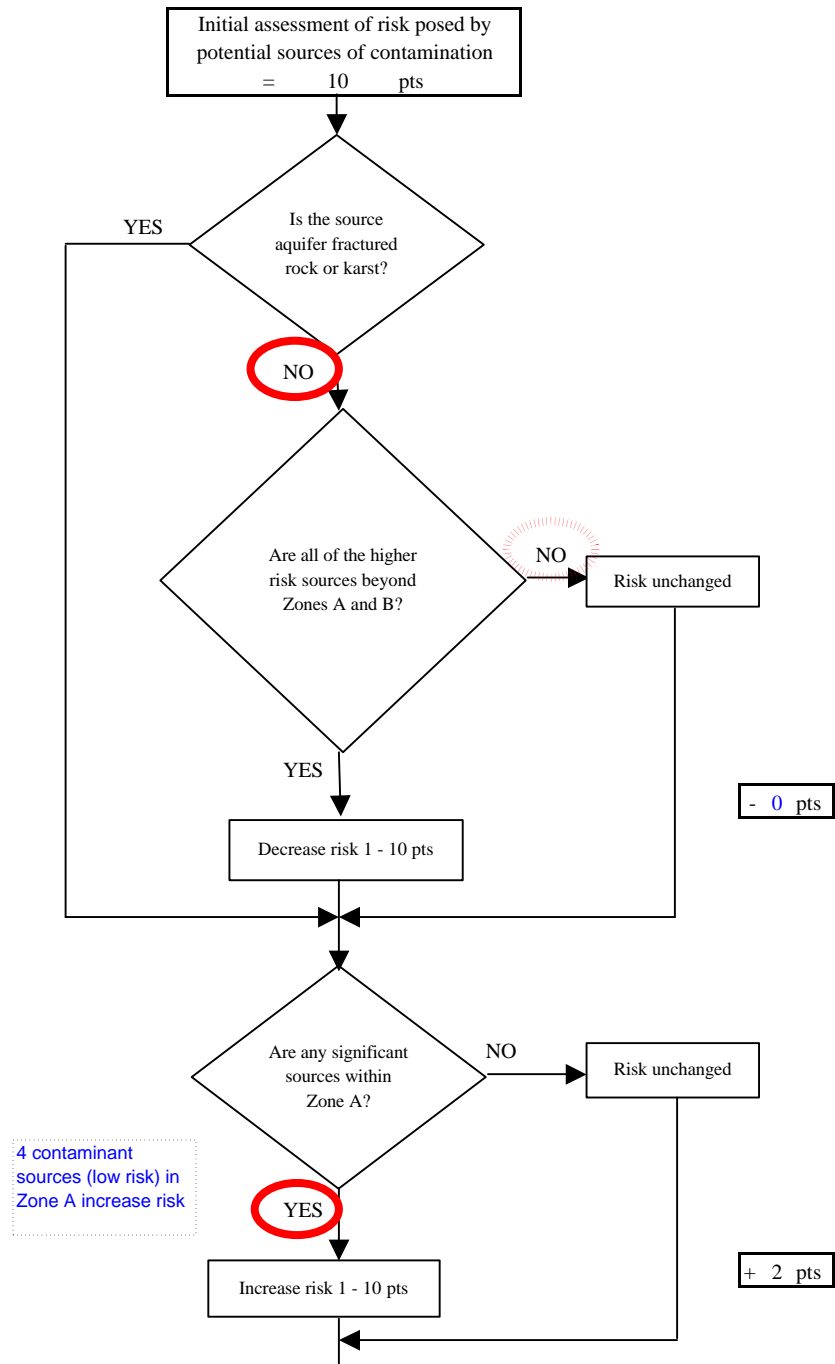 Initial assessment of risk posed by
potential sources of contamination
= 10 pts
YES
Is the source
aquifer fractured
rock or karst?
NO
Are all of the higher
risk sources beyond
Zones A and B?
NO
Risk unchanged
YES
- 0 pts
Decrease risk 1 - 10 pts
Are any significant
sources within
Zone A?
NO
Risk unchanged
4 contaminant
sources (low risk) in
Zone A increase risk
YES
+ 2 pts
Increase risk 1 - 10 pts